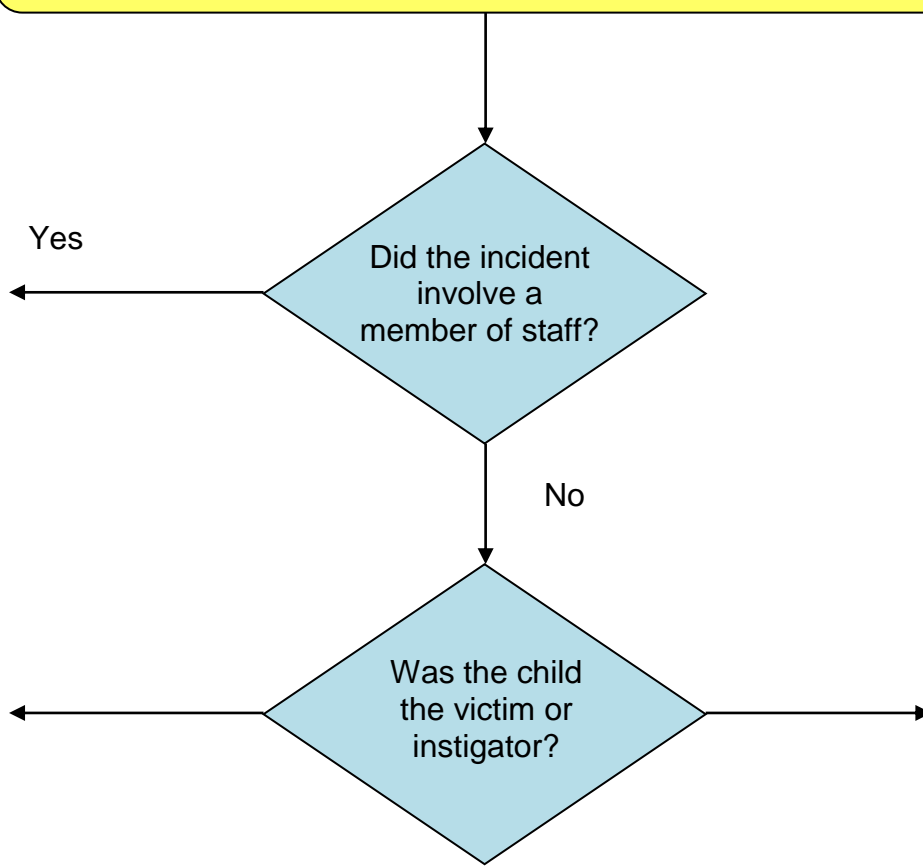 Yes
Did the incident
involve a
member of staff?
No
Was the child
the victim or
instigator?